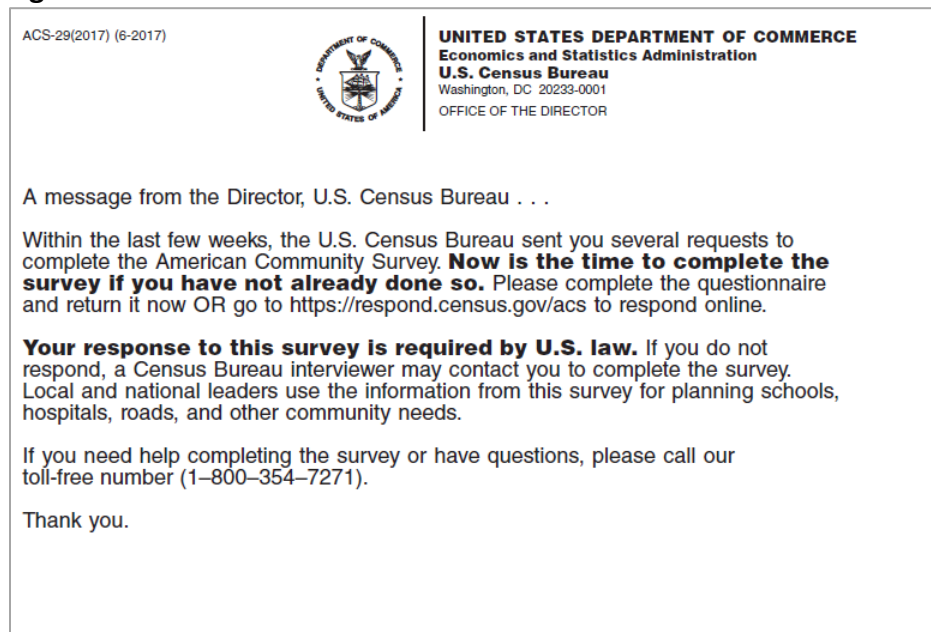 ACS-29(2017) (6-2017)
DEPARTMENT OF COMMERCE
UNITED STATES OF AMERICA
UNITED STATES DEPARTMENT OF COMMERCE
Economics and Statistics Administration
U.S. Census Bureau
Washington, DC 20233-0001
OFFICE OF THE DIRECTOR
A message from the Director, U.S. Census Bureau . . .
Within the last few weeks, the U.S. Census Bureau sent you several requests to
complete the American Community Survey. Now is the time to complete the
survey if you have not already done so. Please complete the questionnaire
and return it now OR go to https://respond.census.gov/acs to respond online.
Your response to this survey is required by U.S. law. If you do not
respond, a Census Bureau interviewer may contact you to complete the survey.
Local and national leaders use the information from this survey for planning schools,
hospitals, roads, and other community needs.
If you need help completing the survey or have questions, please call our
toll-free number (1–800–354–7271).
Thank you.